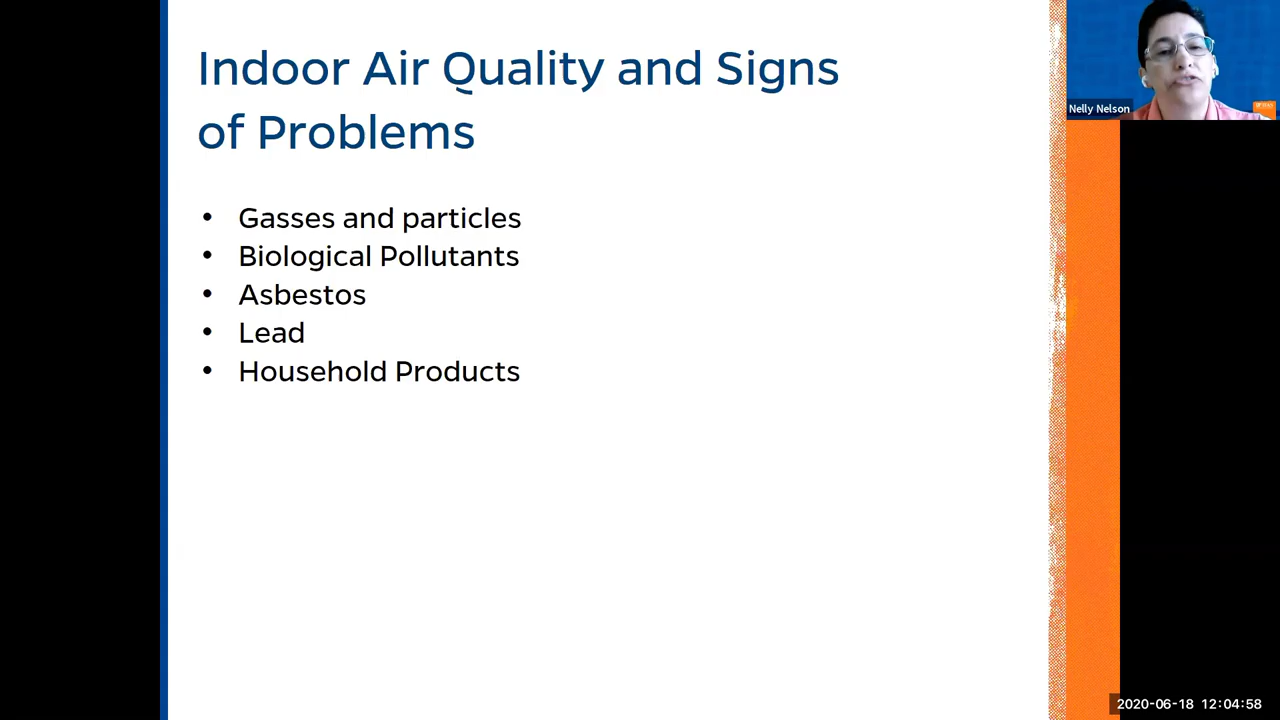 Indoor Air Quality and Signs
of Problems
• Gasses and particles
• Biological Pollutants
• Asbestos
• Lead
• Household Products
Nelly Nelson
2020-06-18 12:04:58